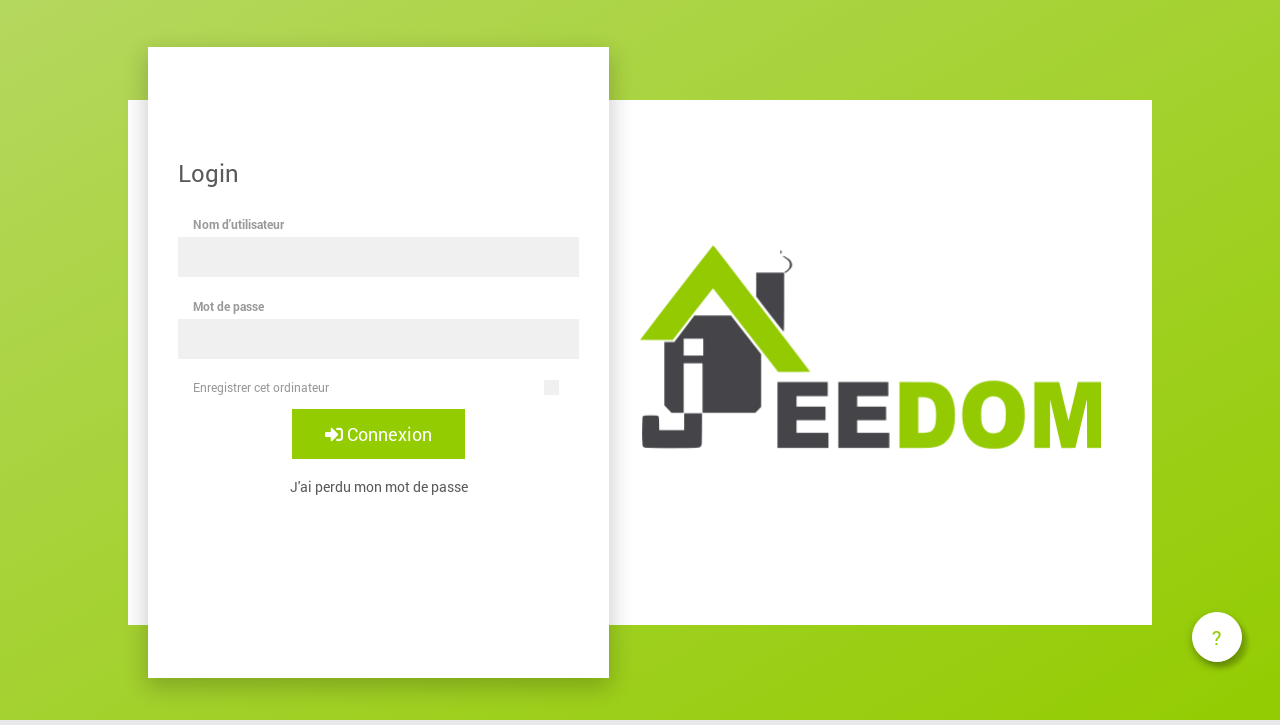 Login
Nom d'utilisateur
Mot de passe
Enregistrer cet ordinateur
Connexion
J'ai perdu mon mot de passe
jEEDOM
?